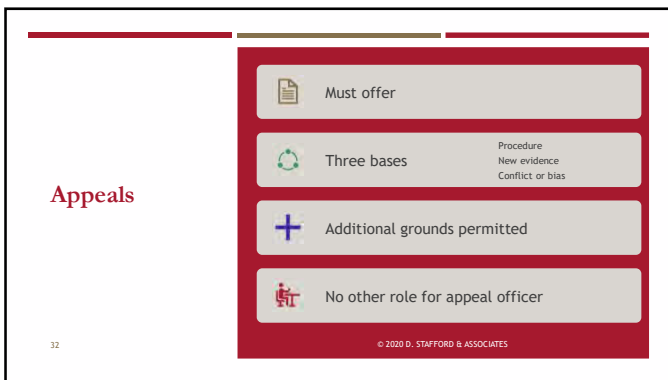 Appeals
Must offer
Three bases
Procedure
New evidence
Conflict or bias
Additional grounds permitted
No other role for appeal officer
32
© 2020 D. STAFFORD & ASSOCIATES